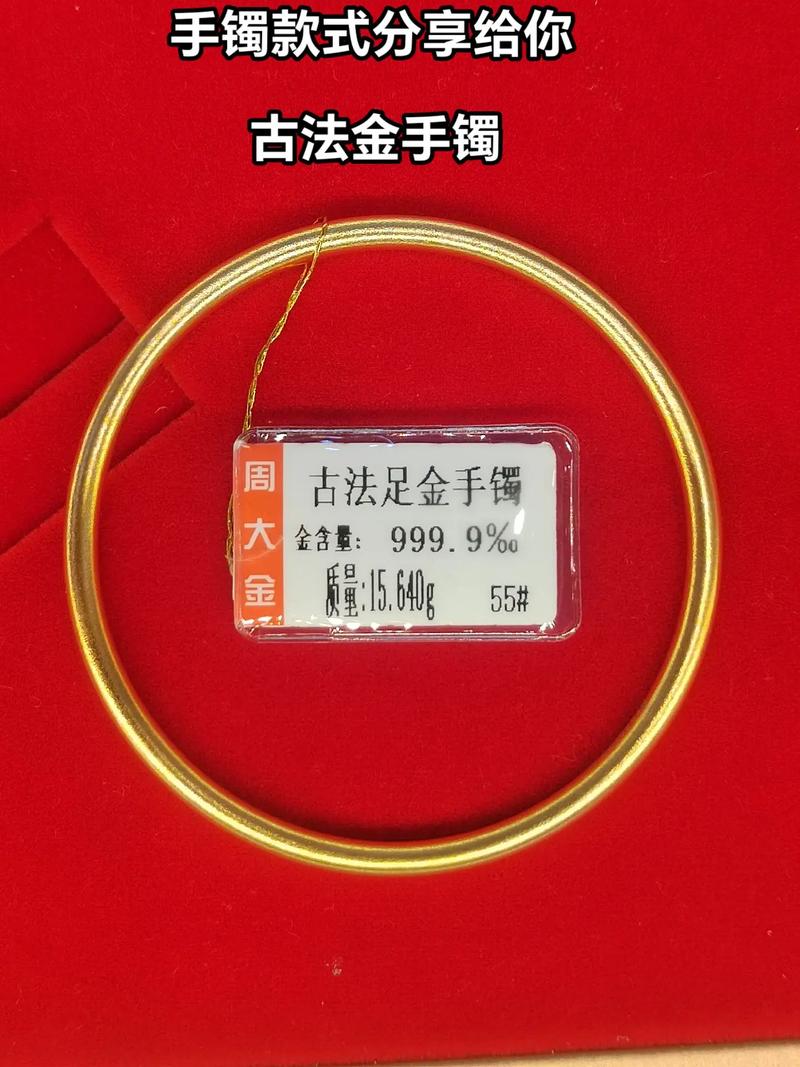 手镯款式分享给你
古法金手镯
周大金
古法足金手镯
金含量: 999.9‰
质量:15.640g 55#